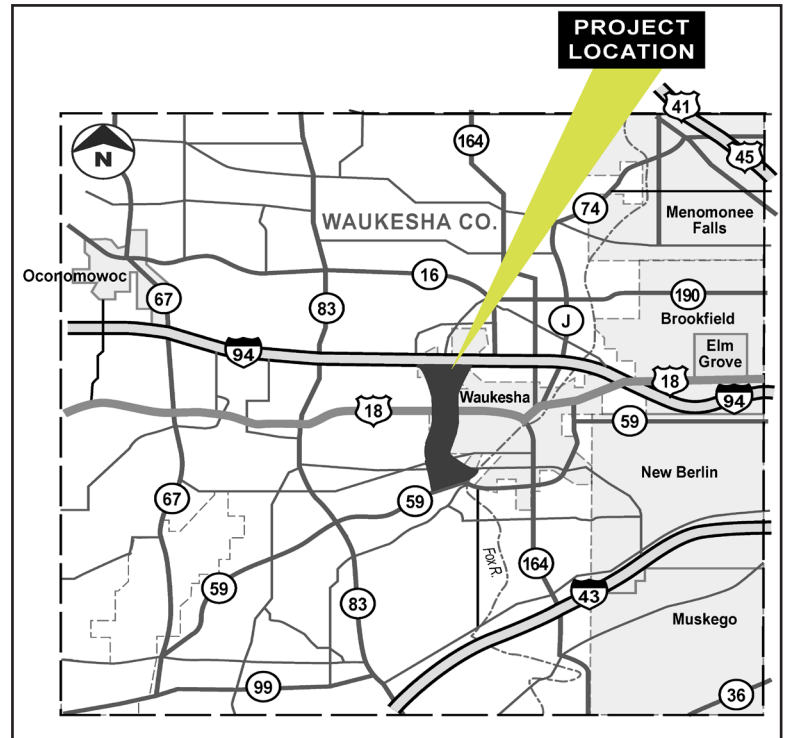 PROJECT
LOCATION
41
45
N
164
74
WAUKESHA CO.
Menomonee
Falls
Oconomowoc
16
67
83
190
J
Brookfield
94
Elm
Grove
18
Waukesha
18
94
59
New Berlin
67
59
Fox R.
164
59
83
43
Muskego
99
36